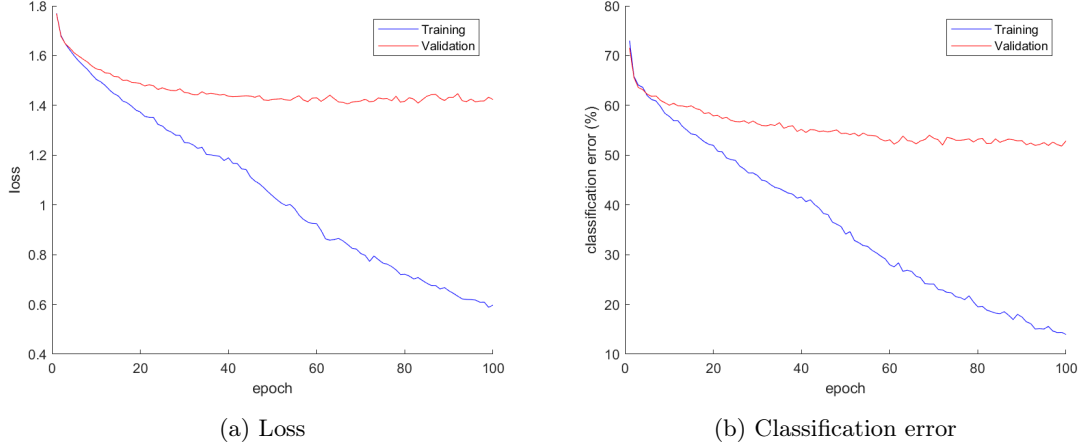 1.8
1.6
1.4
1.2
1
0.8
0.6
0.4
loss
0 20 40 60 80 100
epoch
Training
Validation
(a) Loss
80
70
60
50
40
30
20
10
classification error (%)
0 20 40 60 80 100
epoch
Training
Validation
(b) Classification error